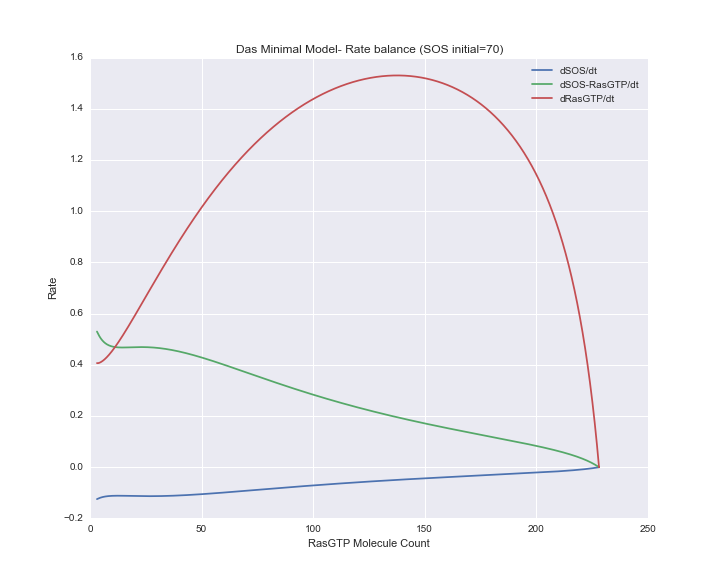 Das Minimal Model- Rate balance (SOS initial=70)
dSOS/dt
dSOS-RasGTP/dt
dRasGTP/dt
1.6
1.4
1.2
1.0
0.8
0.6
0.4
0.2
0.0
−0.2
Rate
0
50
100
150
200
250
RasGTP Molecule Count